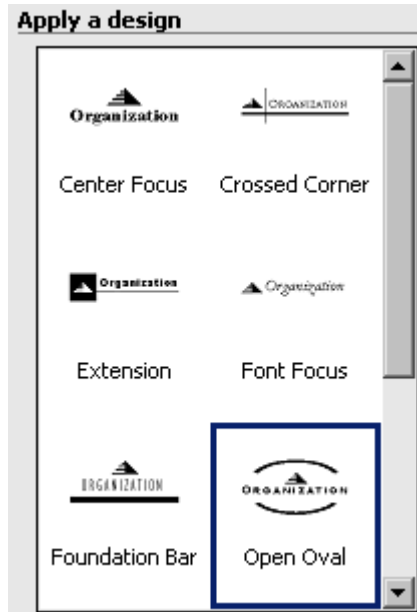 Apply a design
Organization
ORGANIZATION
Center Focus
Crossed Corner
Organization
Organization
Extension
Font Focus
ORGANIZATION
ORGANIZATION
Foundation Bar
Open Oval